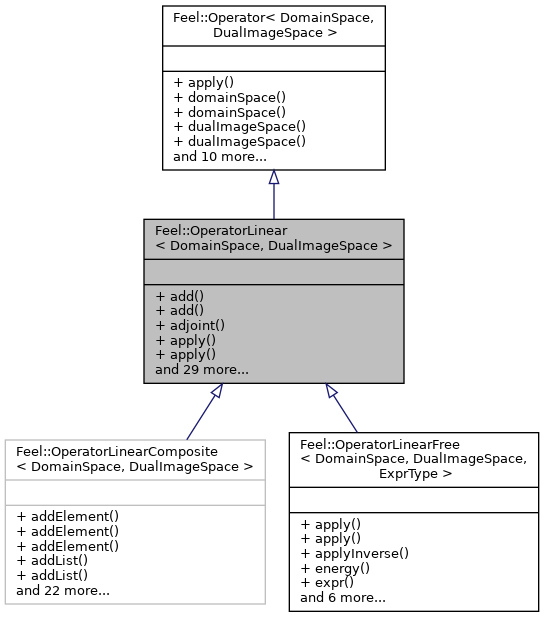 Feel::Operator< DomainSpace,
DualImageSpace >
+ apply()
+ domainSpace()
+ domainSpace()
+ dualImageSpace()
+ dualImageSpace()
and 10 more...
Feel::OperatorLinear
< DomainSpace, DualImageSpace >
+ add()
+ add()
+ adjoint()
+ apply()
+ apply()
and 29 more...
Feel::OperatorLinearComposite
< DomainSpace, DualImageSpace >
+ addElement()
+ addElement()
+ addElement()
+ addList()
+ addList()
and 22 more...
Feel::OperatorLinearFree
< DomainSpace, DualImageSpace,
ExprType >
+ apply()
+ apply()
+ applyInverse()
+ energy()
+ expr()
and 6 more...